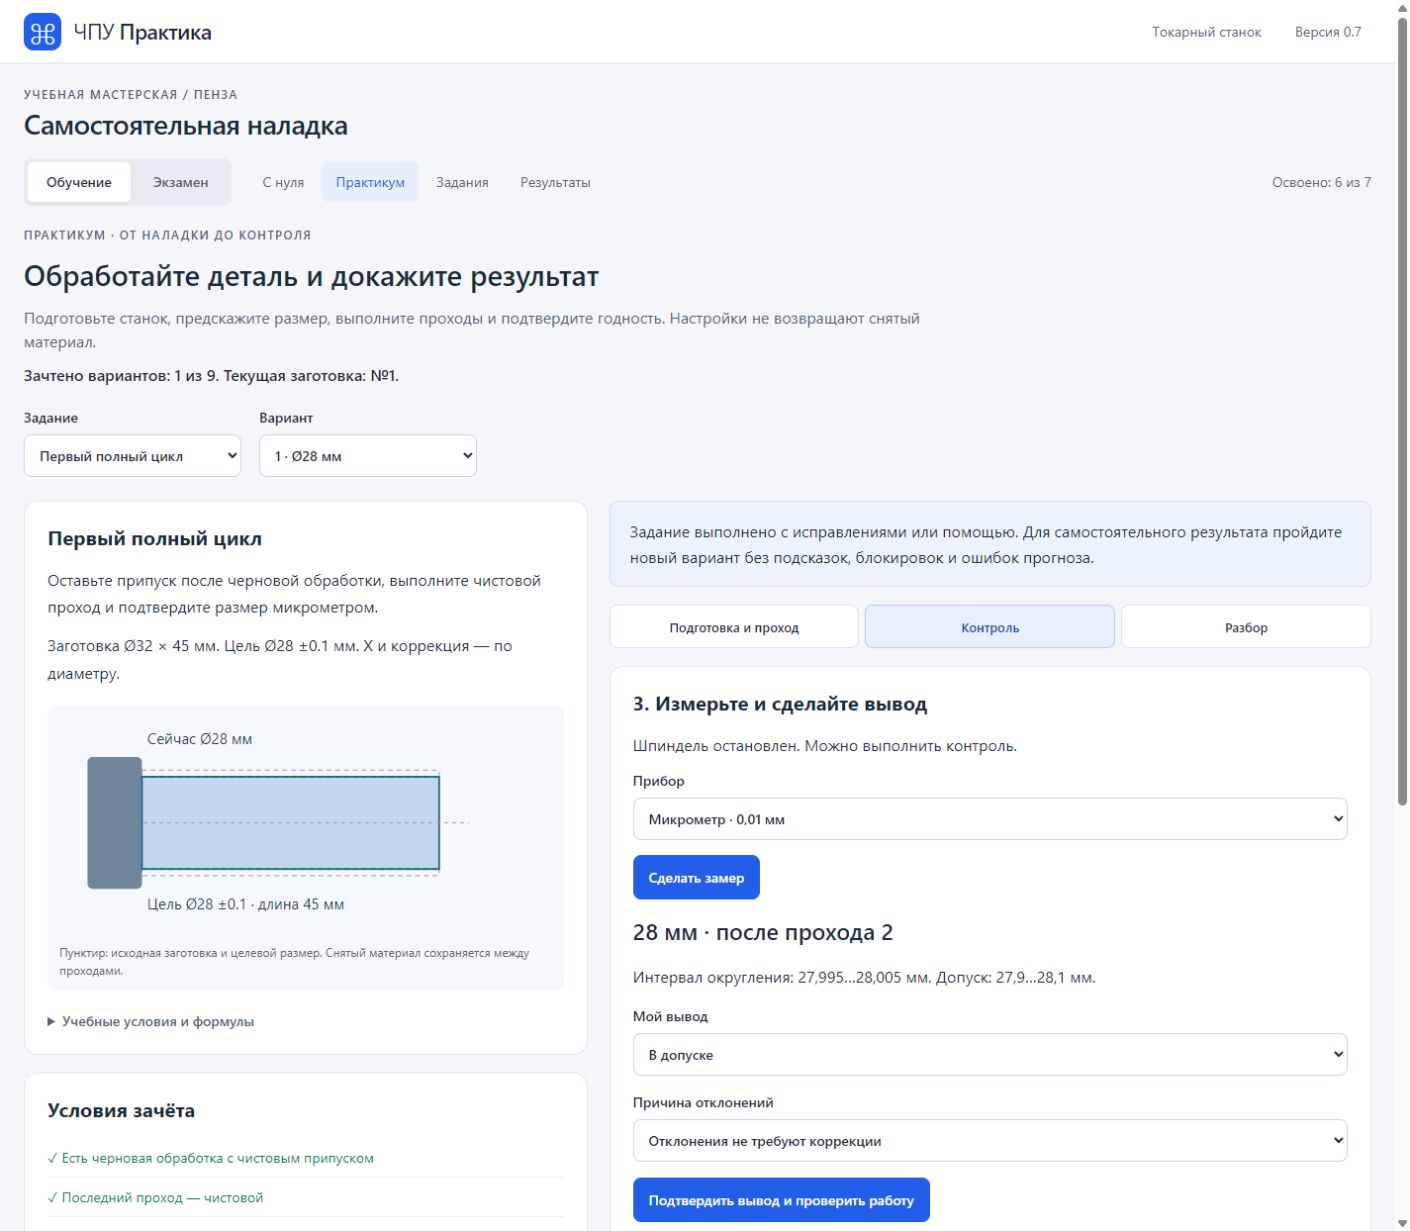 ЧПУ Практика
Токарный станок
Версия 0.7
УЧЕБНАЯ МАСТЕРСКАЯ / ПЕНЗА
Самостоятельная наладка
Обучение
Экзамен
С нуля
Практикум
Задания
Результаты
Освоено: 6 из 7
ПРАКТИКУМ · ОТ НАЛАДКИ ДО КОНТРОЛЯ
Обработайте деталь и докажите результат
Подготовьте станок, предскажите размер, выполните проходы и подтвердите годность. Настройки не возвращают снятый
материал.
Зачтено вариантов: 1 из 9. Текущая заготовка: №1.
Задание
Вариант
Первый полный цикл
1 · Ø28 мм
Первый полный цикл
Оставьте припуск после черновой обработки, выполните чистовой
проход и подтвердите размер микрометром.
Заготовка Ø32 × 45 мм. Цель Ø28 ±0.1 мм. X и коррекция — по
диаметру.
Сейчас Ø28 мм
Цель Ø28 ±0.1 · длина 45 мм
Пунктир: исходная заготовка и целевой размер. Снятый материал сохраняется между
проходами.
Учебные условия и формулы
Условия зачёта
✓ Есть черновая обработка с чистовым припуском
✓ Последний проход — чистовой
Задание выполнено с исправлениями или помощью. Для самостоятельного результата пройдите
новый вариант без подсказок, блокировок и ошибок прогноза.
Подготовка и проход
Контроль
Разбор
3. Измерьте и сделайте вывод
Шпиндель остановлен. Можно выполнить контроль.
Прибор
Микрометр · 0,01 мм
Сделать замер
28 мм · после прохода 2
Интервал округления: 27,995…28,005 мм. Допуск: 27,9…28,1 мм.
Мой вывод
В допуске
Причина отклонений
Отклонения не требуют коррекции
Подтвердить вывод и проверить работу